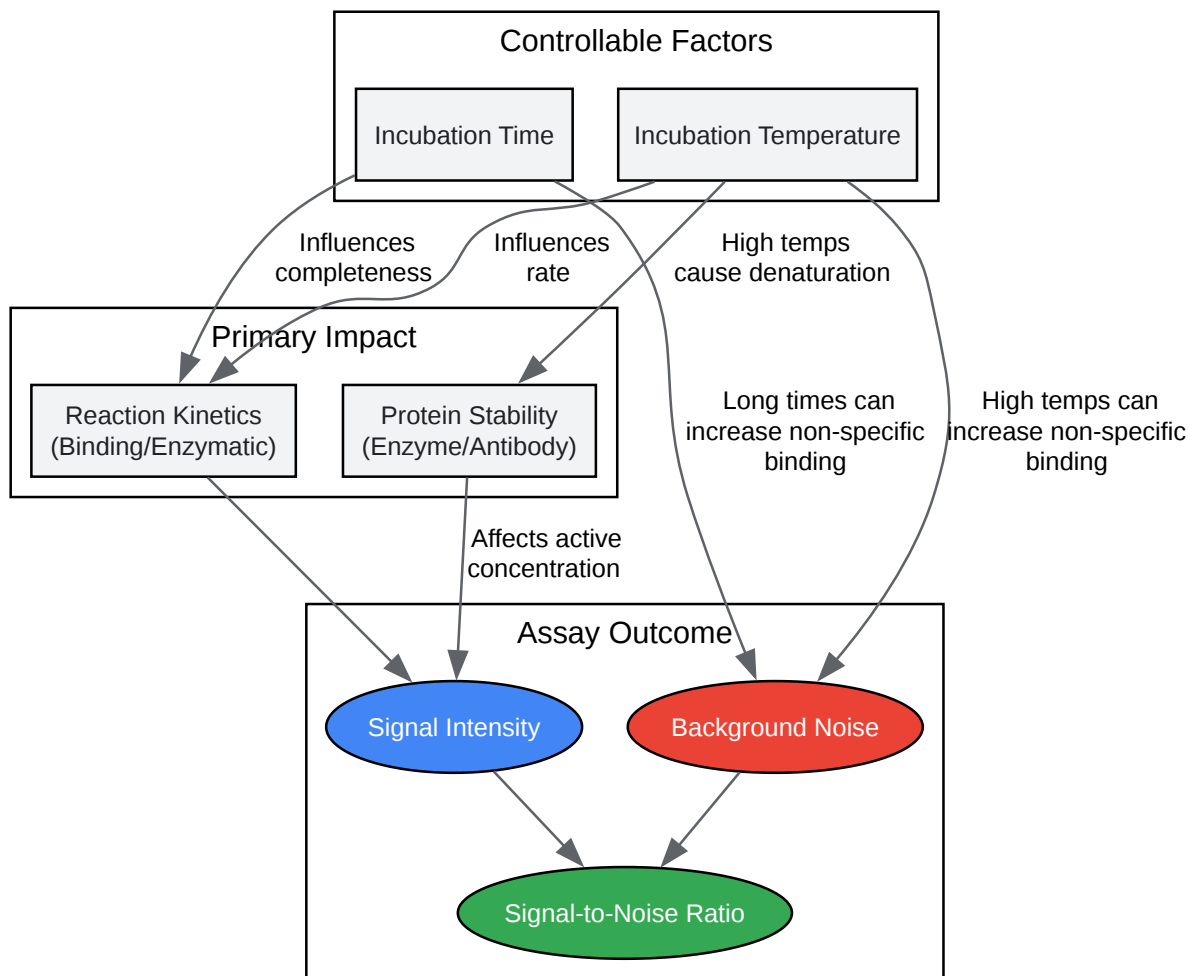 Controllable Factors
Incubation Time
Incubation Temperature
Influences
completeness
Influences
rate
High temps
cause denaturation
Primary Impact
Reaction Kinetics
(Binding/Enzymatic)
Protein Stability
(Enzyme/Antibody)
Long times can
increase non-specific
binding
High temps can
increase non-specific
binding
Affects active
concentration
Assay Outcome
Signal Intensity
Background Noise
Signal-to-Noise Ratio